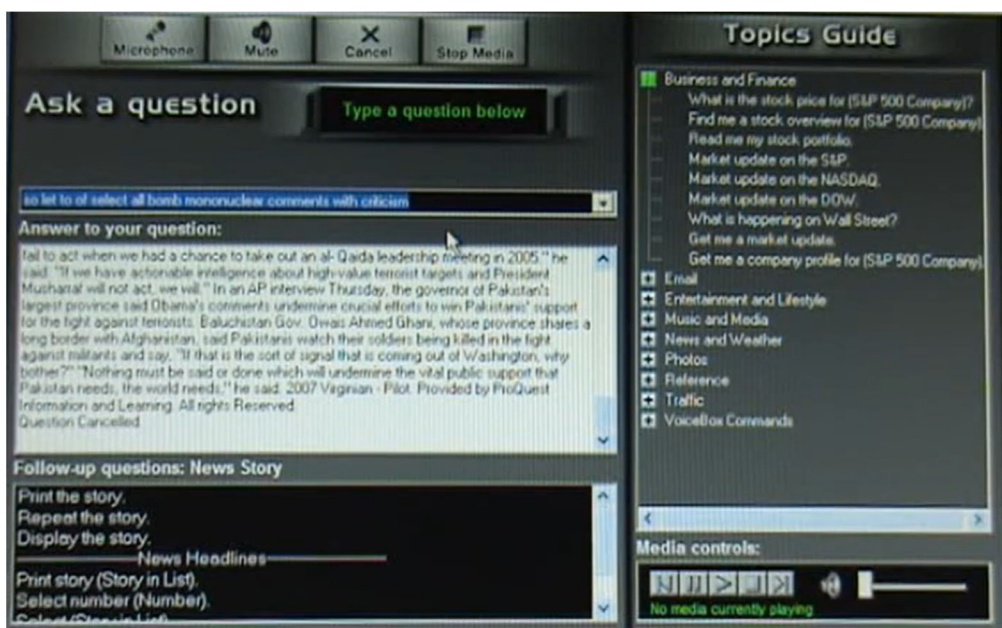 Microphone
Mute
Cancel
Stop Media
Ask a question
Type a question below
so let to of select all bomb mononuclear comments with criticism
Answer to your question:
fail to act when we had a chance to take out an al- Qaida leadership meeting in 2005." he
said. "If we have actionable intelligence about high-value terrorist targets and President
Musharraf will not act, we will." In an AP interview Thursday, the governor of Pakistan's
largest province said Obama's comments undermine crucial efforts to win Pakistanis' support
for the fight against terrorists. Baluchistan Gov. Owais Ahmed Ghani, whose province shares a
long border with Afghanistan, said Pakistanis watch their soldiers being killed in the fight
against militants and say, "If that is the sort of signal that is coming out of Washington, why
bother?" "Nothing must be said or done which will undermine the vital public support that
Pakistan needs, the world needs," he said. 2007 Virginian - Pilot. Provided by ProQuest
Information and Learning. All rights Reserved.
Question Cancelled
Follow-up questions: News Story
Print the story.
Repeat the story.
Display the story.
News Headlines
Print story (Story in List).
Select number (Number).
Select (Story in List).
Topics Guide
Business and Finance
What is the stock price for (S&P 500 Company)?
Find me a stock overview for (S&P 500 Company)
Read me my stock portfolio.
Market update on the S&P.
Market update on the NASDAQ.
Market update on the DOW.
What is happening on Wall Street?
Get me a market update.
Get me a company profile for (S&P 500 Company).
Email
Entertainment and Lifestyle
Music and Media
News and Weather
Photos
Reference
Traffic
VoiceBox Commands
Media controls:
No media currently playing